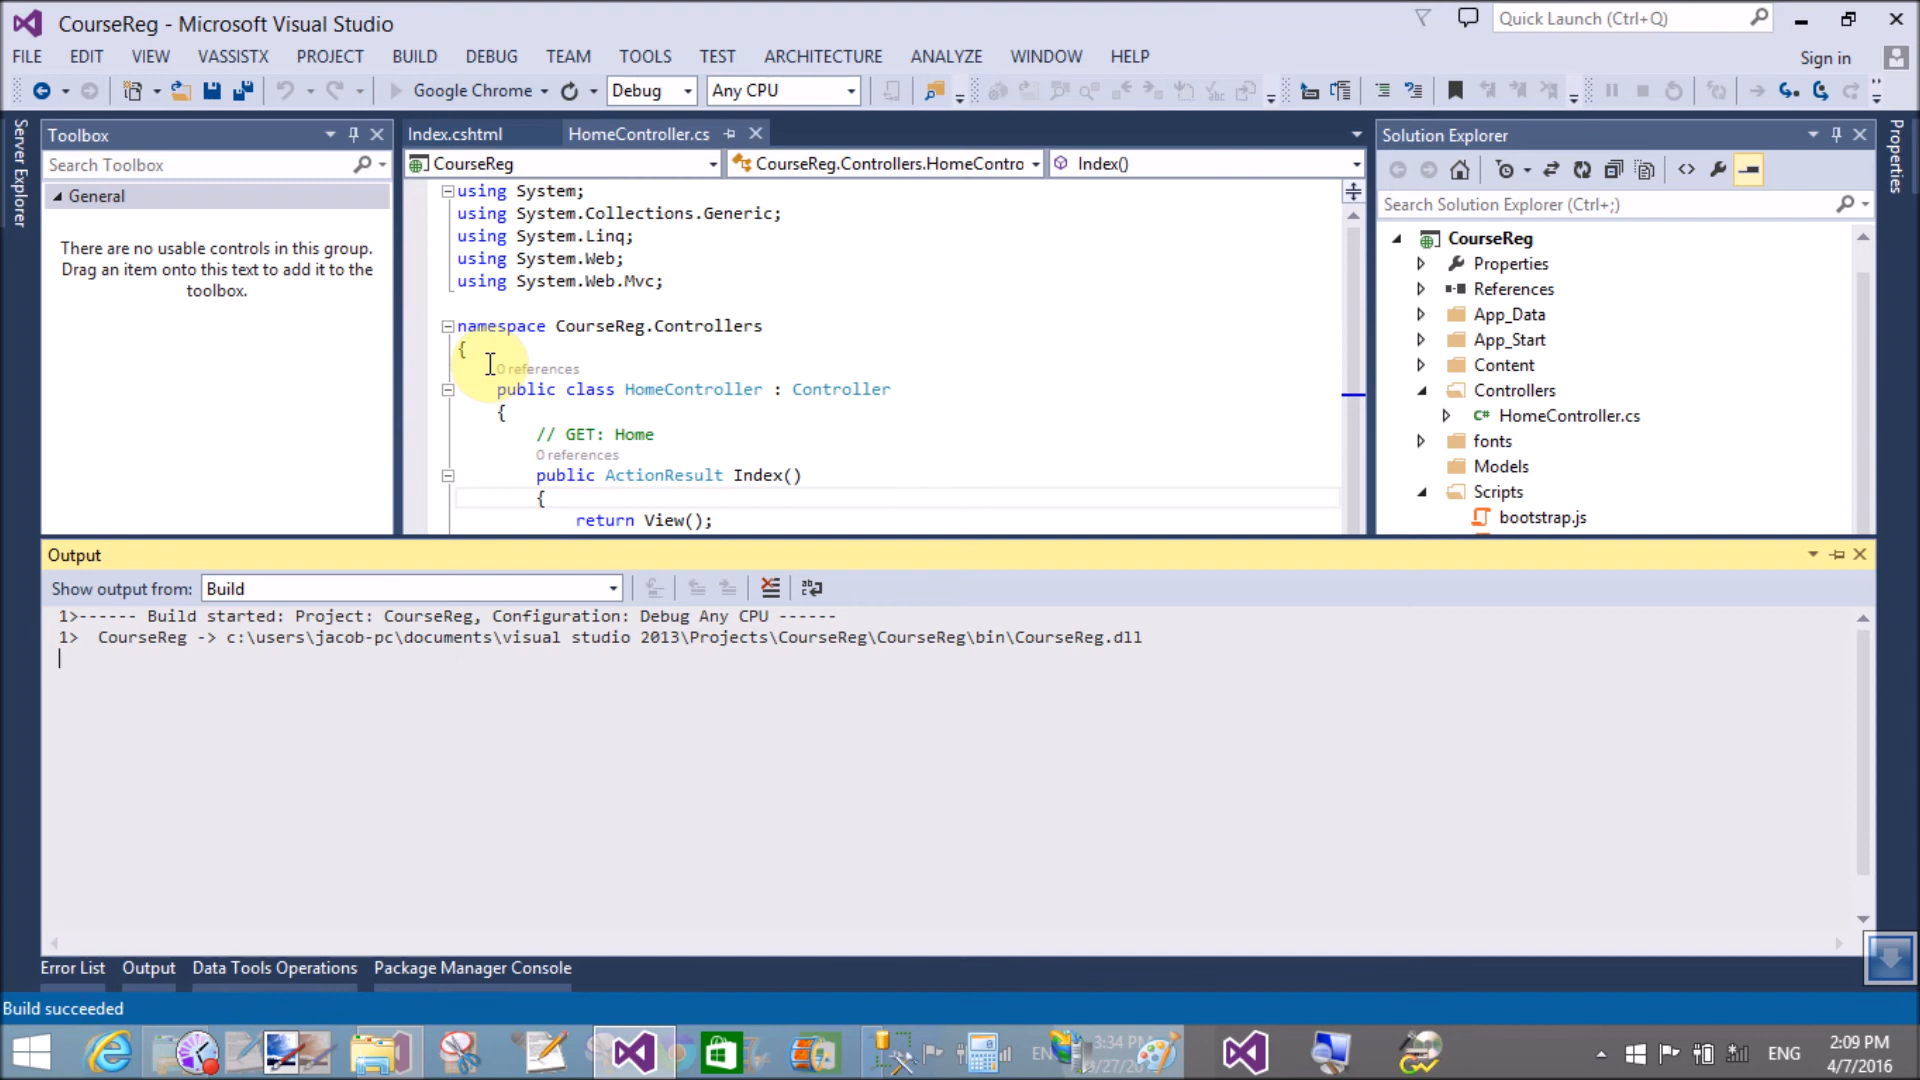 CourseReg - Microsoft Visual Studio
Quick Launch (Ctrl+Q)
FILE EDIT VIEW VASSISTX PROJECT BUILD DEBUG TEAM TOOLS TEST ARCHITECTURE ANALYZE WINDOW HELP
Sign in
Google Chrome Debug Any CPU
Server Explorer
Toolbox
Search Toolbox
General
There are no usable controls in this group.
Drag an item onto this text to add it to the
toolbox.
Index.cshtml HomeController.cs
CourseReg CourseReg.Controllers.HomeContro Index()
using System;
using System.Collections.Generic;
using System.Linq;
using System.Web;
using System.Web.Mvc;
namespace CourseReg.Controllers
{
0 references
public class HomeController : Controller
{
// GET: Home
0 references
public ActionResult Index()
{
return View();
Solution Explorer
Search Solution Explorer (Ctrl+;)
CourseReg
Properties
References
App_Data
App_Start
Content
Controllers
C# HomeController.cs
fonts
Models
Scripts
bootstrap.js
Properties
Output
Show output from: Build
1>------ Build started: Project: CourseReg, Configuration: Debug Any CPU ------
1> CourseReg -> c:\users\jacob-pc\documents\visual studio 2013\Projects\CourseReg\CourseReg\bin\CourseReg.dll
Error List Output Data Tools Operations Package Manager Console
Build succeeded
ENG
2:09 PM
4/7/2016